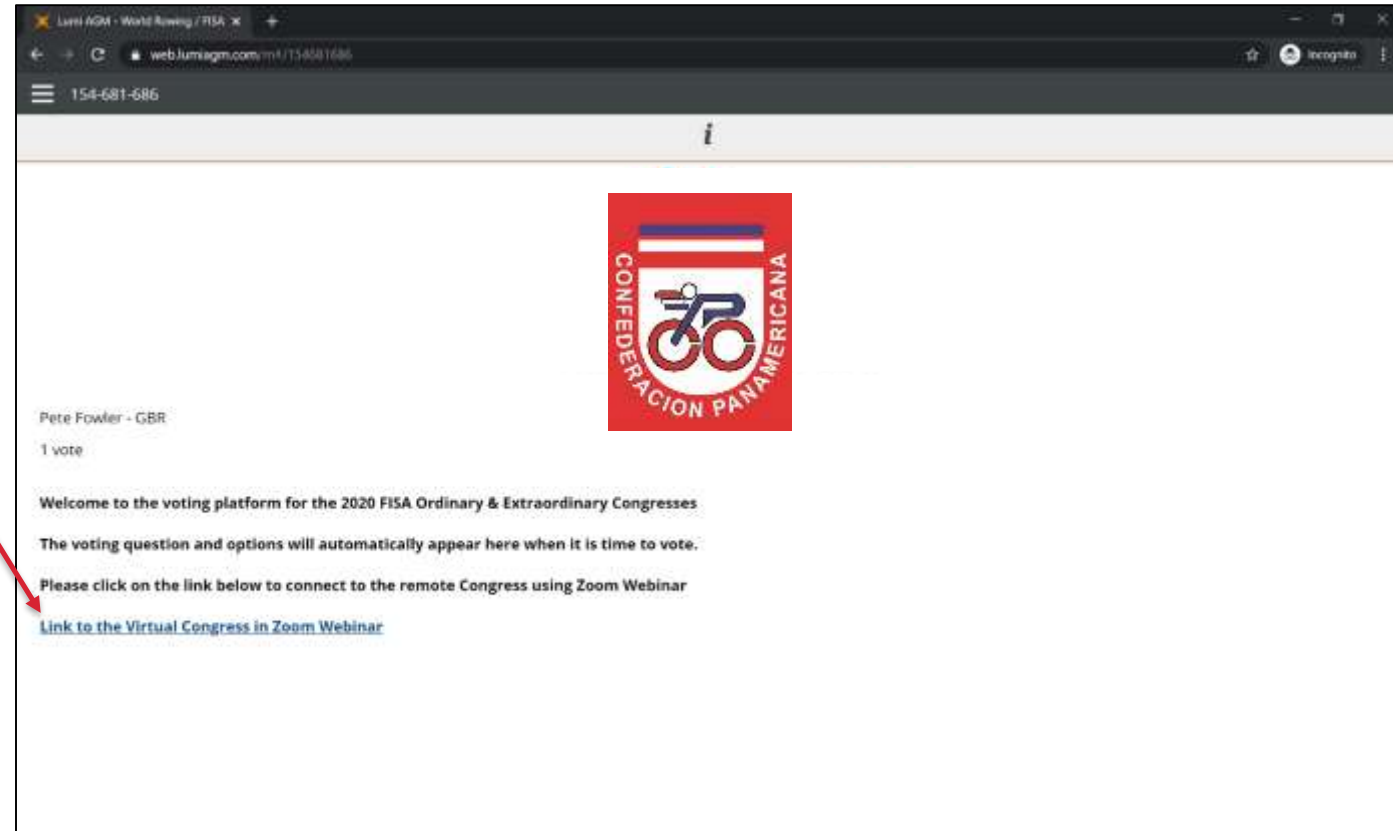 Lumi AGM - World Rowing / FISA
web.lumiagm.com/m4/154681686
Incognito
154-681-686
i
CONFEDERACION PANAMERICANA
Pete Fowler - GBR
1 vote
Welcome to the voting platform for the 2020 FISA Ordinary & Extraordinary Congresses
The voting question and options will automatically appear here when it is time to vote.
Please click on the link below to connect to the remote Congress using Zoom Webinar
Link to the Virtual Congress in Zoom Webinar